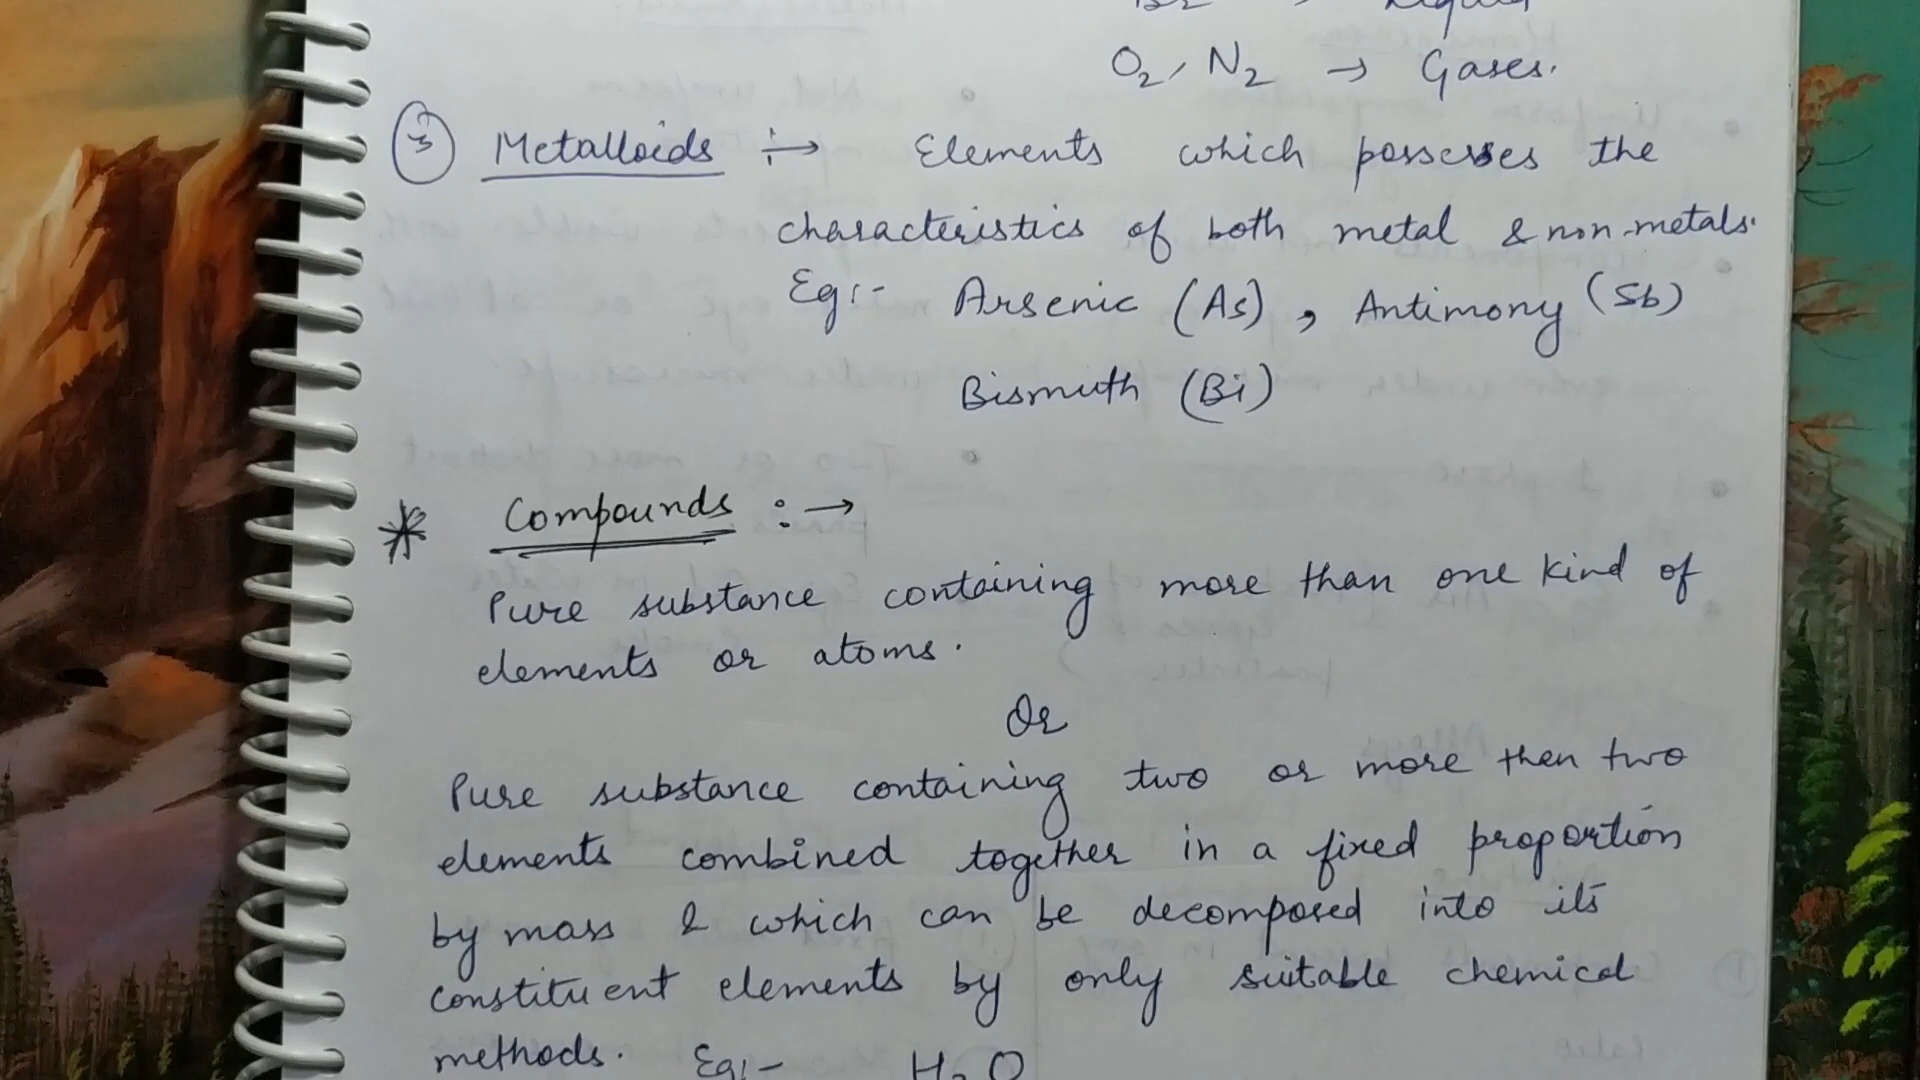 Br → Liquid
O₂, N₂ → Gases.
③ Metalloids :→ Elements which possesses the
characteristics of both metal & non-metals.
Eg:- Arsenic (As), Antimony (Sb)
Bismuth (Bi)
* Compounds :→
Pure substance containing more than one kind of
elements or atoms.
Or
Pure substance containing two or more then two
elements combined together in a fixed proportion
by mass & which can be decomposed into its
constituent elements by only suitable chemical
methods. Eg:- H₂O